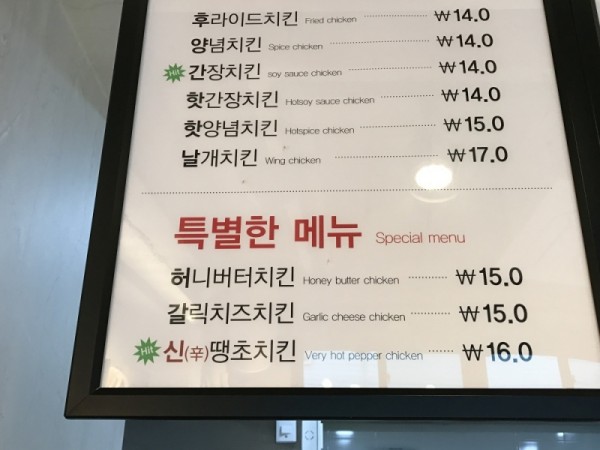 후라이드치킨 Fried chicken ₩14.0
양념치킨 Spice chicken ₩14.0
Hit 간장치킨 soy sauce chicken ₩14.0
핫간장치킨 Hotsoy sauce chicken ₩14.0
핫양념치킨 Hotspice chicken ₩15.0
날개치킨 Wing chicken ₩17.0
특별한 메뉴 Special menu
허니버터치킨 Honey butter chicken ₩15.0
갈릭치즈치킨 Garlic cheese chicken ₩15.0
Hit 신(辛)땡초치킨 Very hot pepper chicken ₩16.0